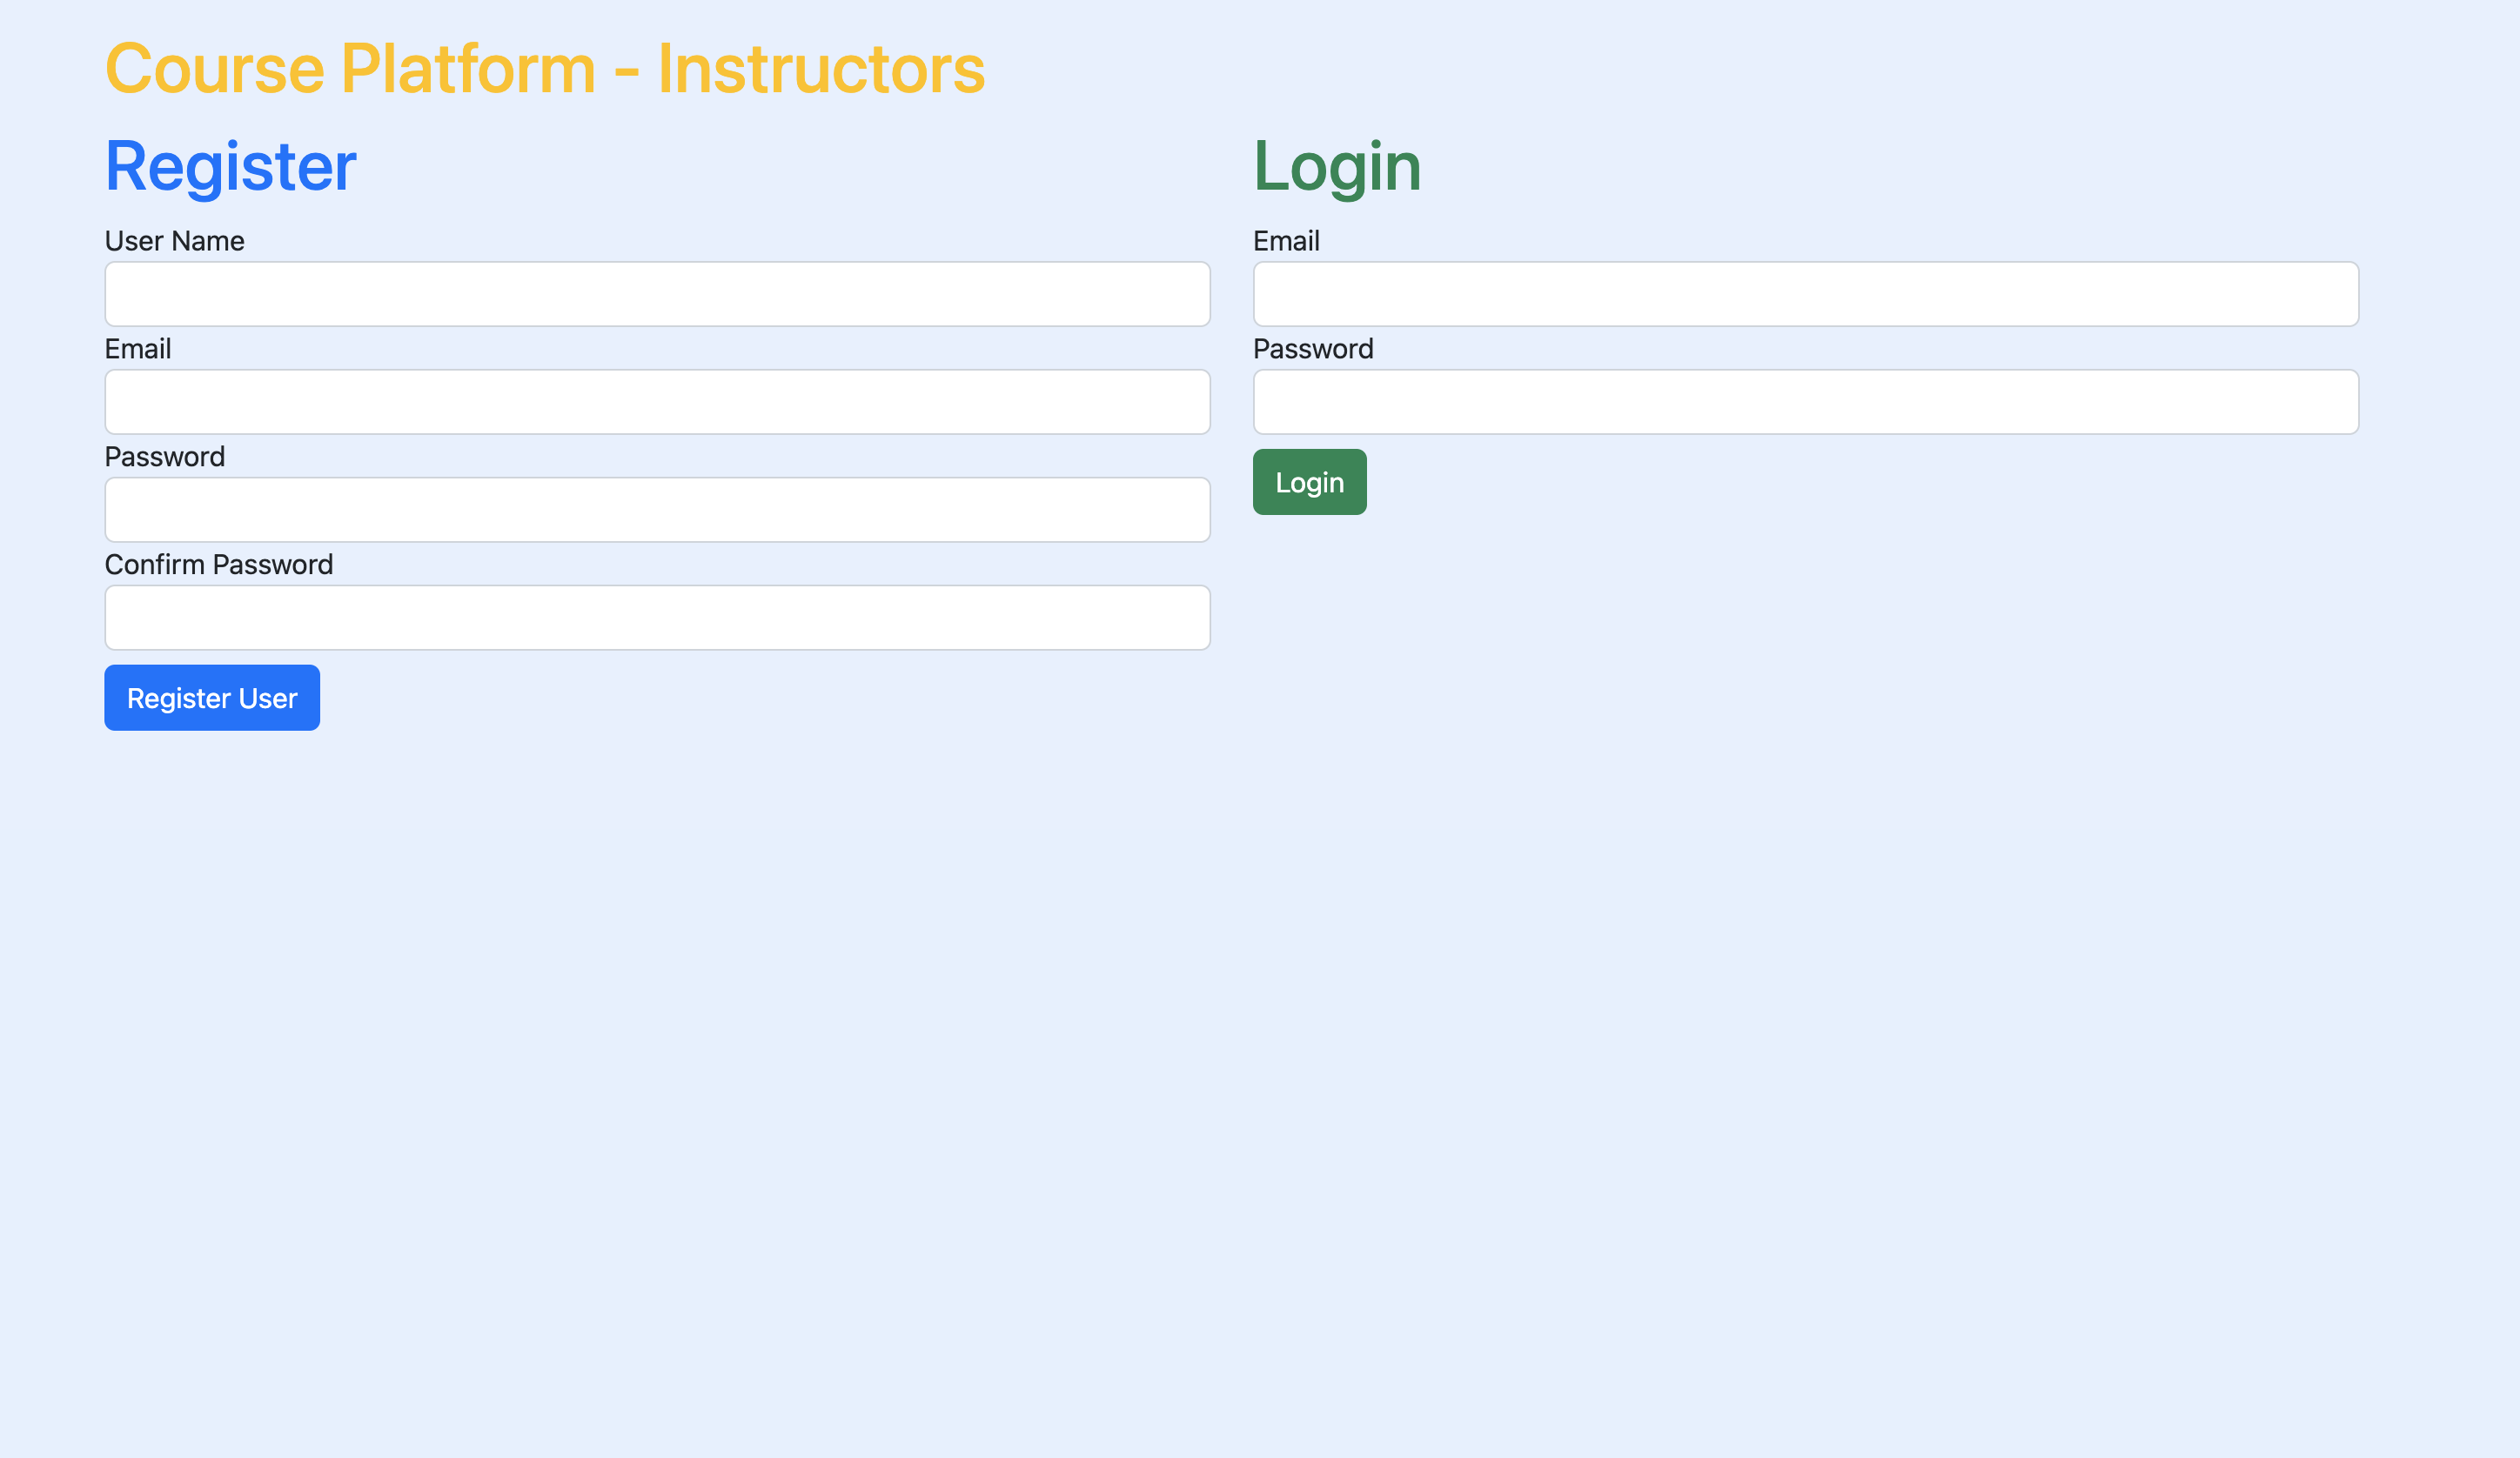 Course Platform - Instructors
Register
User Name
Email
Password
Confirm Password
Register User
Login
Email
Password
Login